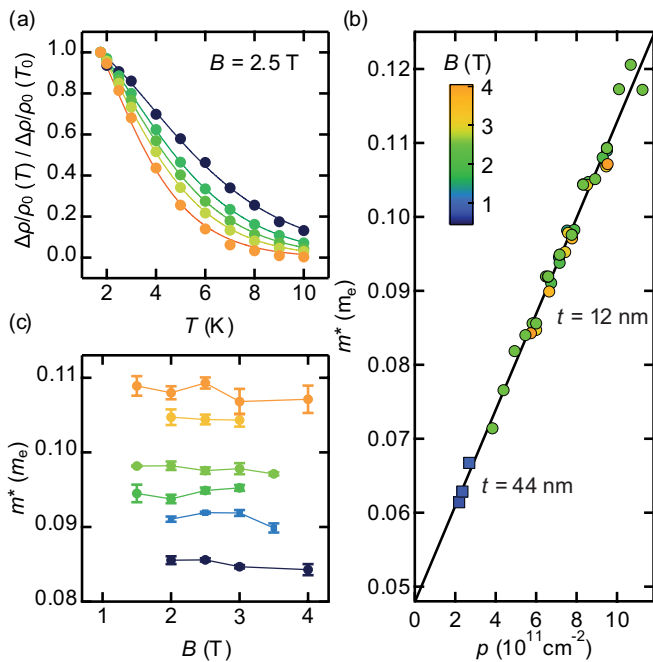 (a)
B = 2.5 T
1.0
0.8
0.6
0.4
0.2
0.0
Δρ/ρ₀ (T) / Δρ/ρ₀ (T₀)
2 4 6 8 10
T (K)
(b)
B (T)
4
3
2
1
0.12
0.11
0.10
0.09
0.08
0.07
0.06
0.05
m* (mₑ)
t = 12 nm
t = 44 nm
0 2 4 6 8 10
p (10¹¹cm⁻²)
(c)
0.11
0.10
0.09
0.08
m* (mₑ)
1 2 3 4
B (T)